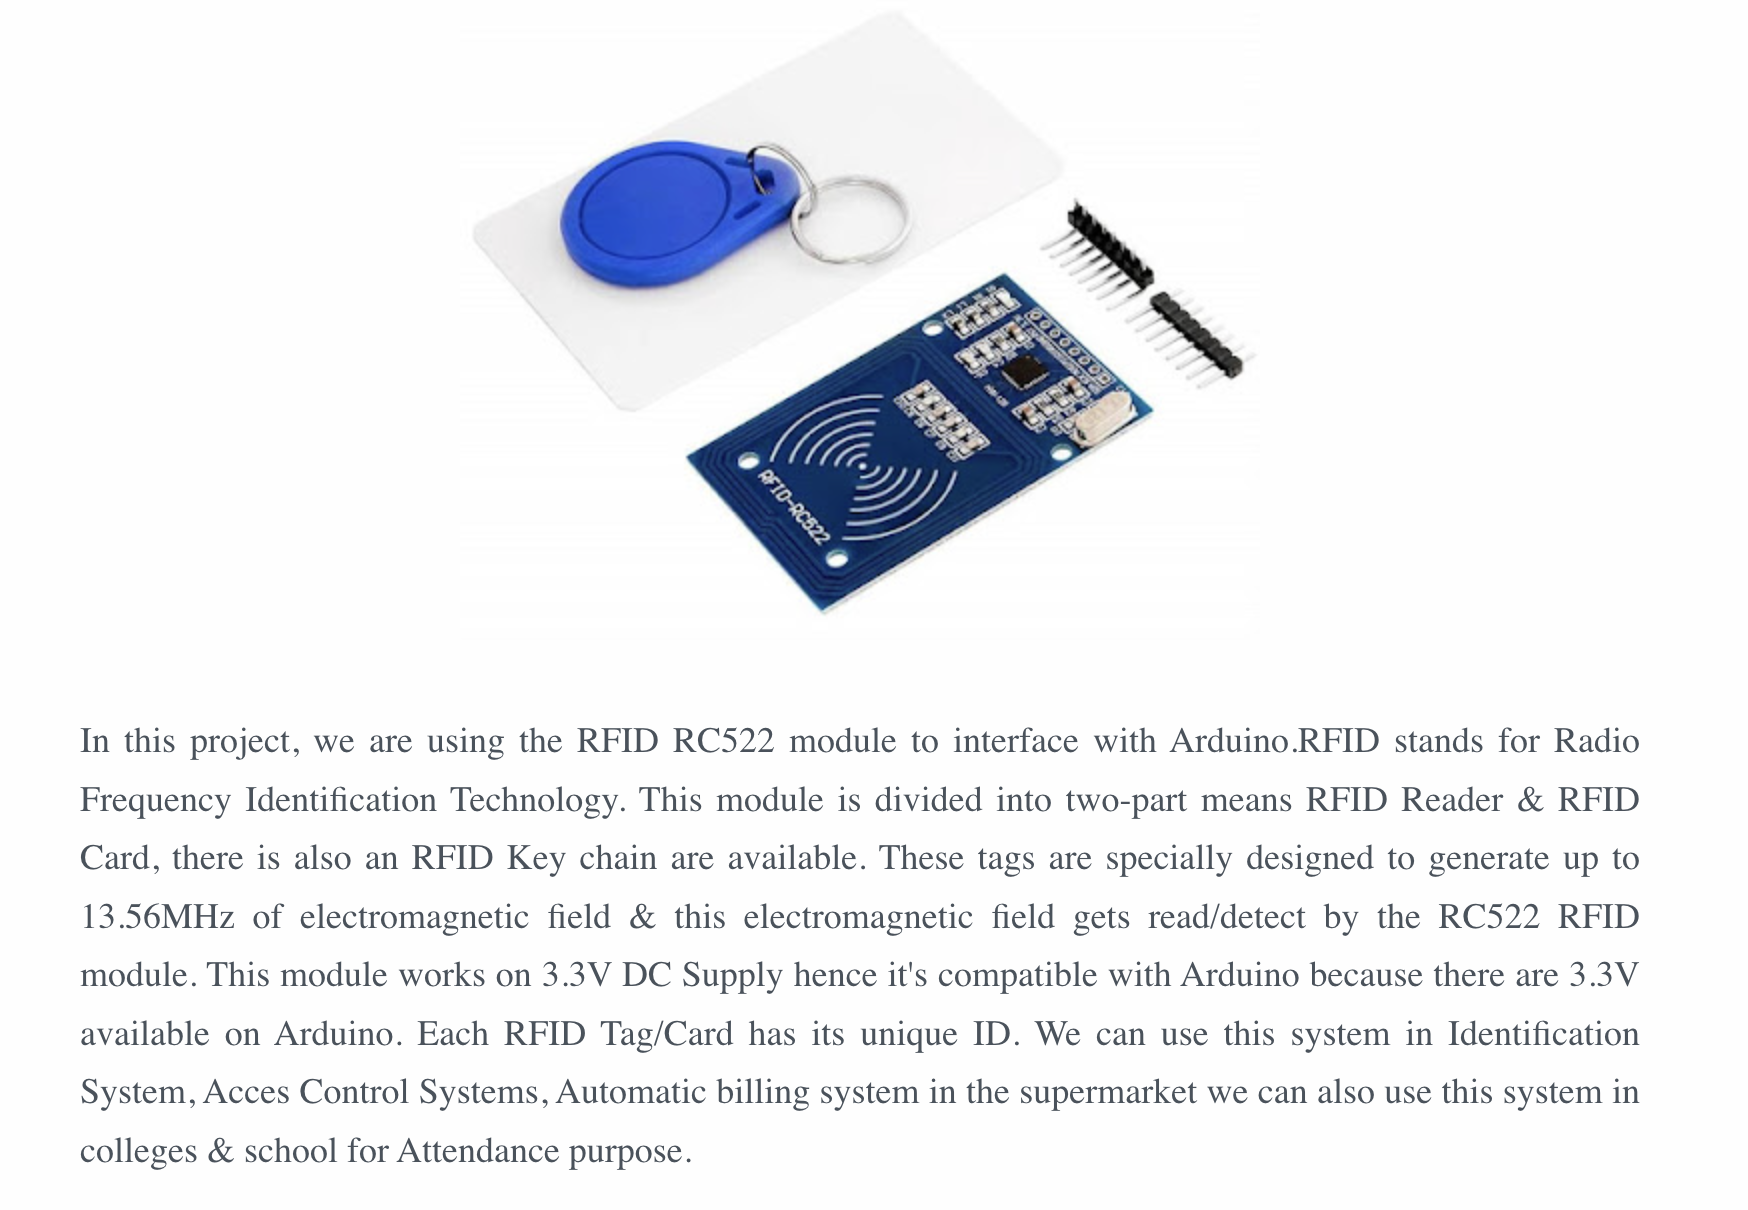 RFID-RC522
In this project, we are using the RFID RC522 module to interface with Arduino.RFID stands for Radio
Frequency Identification Technology. This module is divided into two-part means RFID Reader & RFID
Card, there is also an RFID Key chain are available. These tags are specially designed to generate up to
13.56MHz of electromagnetic field & this electromagnetic field gets read/detect by the RC522 RFID
module. This module works on 3.3V DC Supply hence it's compatible with Arduino because there are 3.3V
available on Arduino. Each RFID Tag/Card has its unique ID. We can use this system in Identification
System, Acces Control Systems, Automatic billing system in the supermarket we can also use this system in
colleges & school for Attendance purpose.